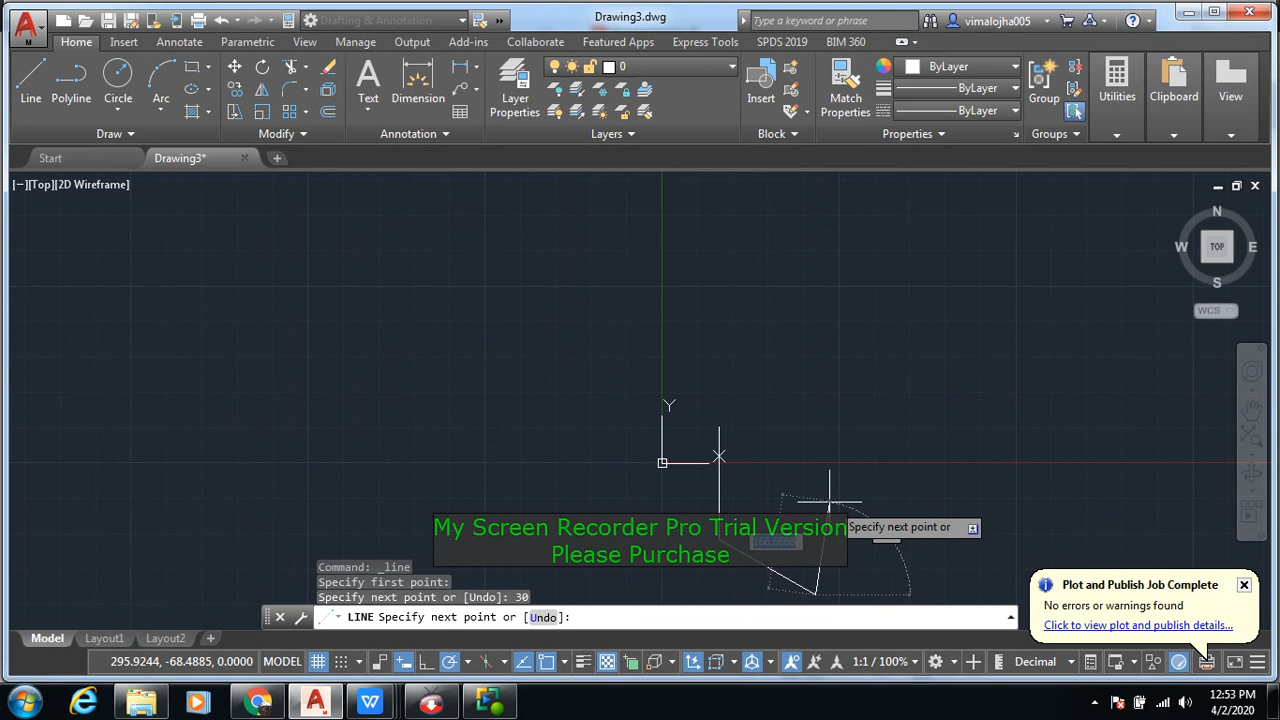 Drafting & Annotation
Drawing3.dwg
Type a keyword or phrase
vimalojha005
Home
Insert
Annotate
Parametric
View
Manage
Output
Add-ins
Collaborate
Featured Apps
Express Tools
SPDS 2019
BIM 360
Line
Polyline
Circle
Arc
Text
Dimension
Layer Properties
0
Insert
Match Properties
ByLayer
ByLayer
ByLayer
Group
Utilities
Clipboard
View
Draw
Modify
Annotation
Layers
Block
Properties
Groups
Start
Drawing3*
[−][Top][2D Wireframe]
N
W
TOP
E
S
WCS
Y
X
My Screen Recorder Pro Trial Version
Please Purchase
Specify next point or
Command: _line
Specify first point:
Specify next point or [Undo]: 30
LINE Specify next point or [Undo]:
Plot and Publish Job Complete
No errors or warnings found
Click to view plot and publish details...
Model
Layout1
Layout2
295.9244, -68.4885, 0.0000
MODEL
1:1 / 100%
Decimal
12:53 PM
4/2/2020